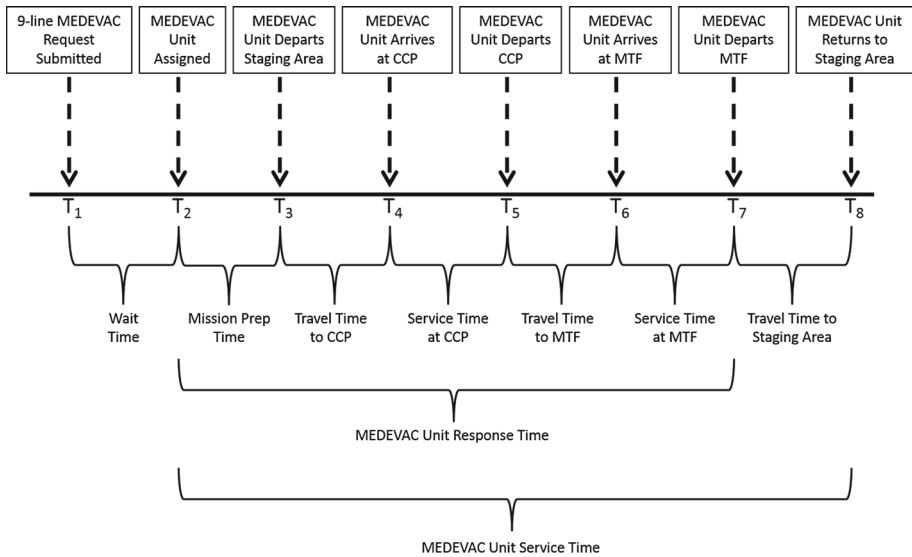 9-line MEDEVAC
Request
Submitted
MEDEVAC
Unit
Assigned
MEDEVAC
Unit Departs
Staging Area
MEDEVAC
Unit Arrives
at CCP
MEDEVAC
Unit Departs
CCP
MEDEVAC
Unit Arrives
at MTF
MEDEVAC
Unit Departs
MTF
MEDEVAC Unit
Returns to
Staging Area
T1
T2
T3
T4
T5
T6
T7
T8
Wait
Time
Mission Prep
Time
Travel Time
to CCP
Service Time
at CCP
Travel Time
to MTF
Service Time
at MTF
Travel Time to
Staging Area
MEDEVAC Unit Response Time
MEDEVAC Unit Service Time